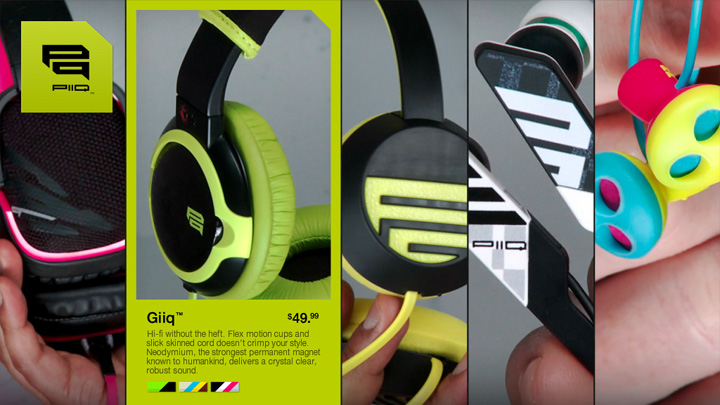 PiiQ™
Giiq™
$49.99
Hi-fi without the heft. Flex motion cups and
slick skinned cord doesn't crimp your style.
Neodymium, the strongest permanent magnet
known to humankind, delivers a crystal clear,
robust sound.
PiiQ